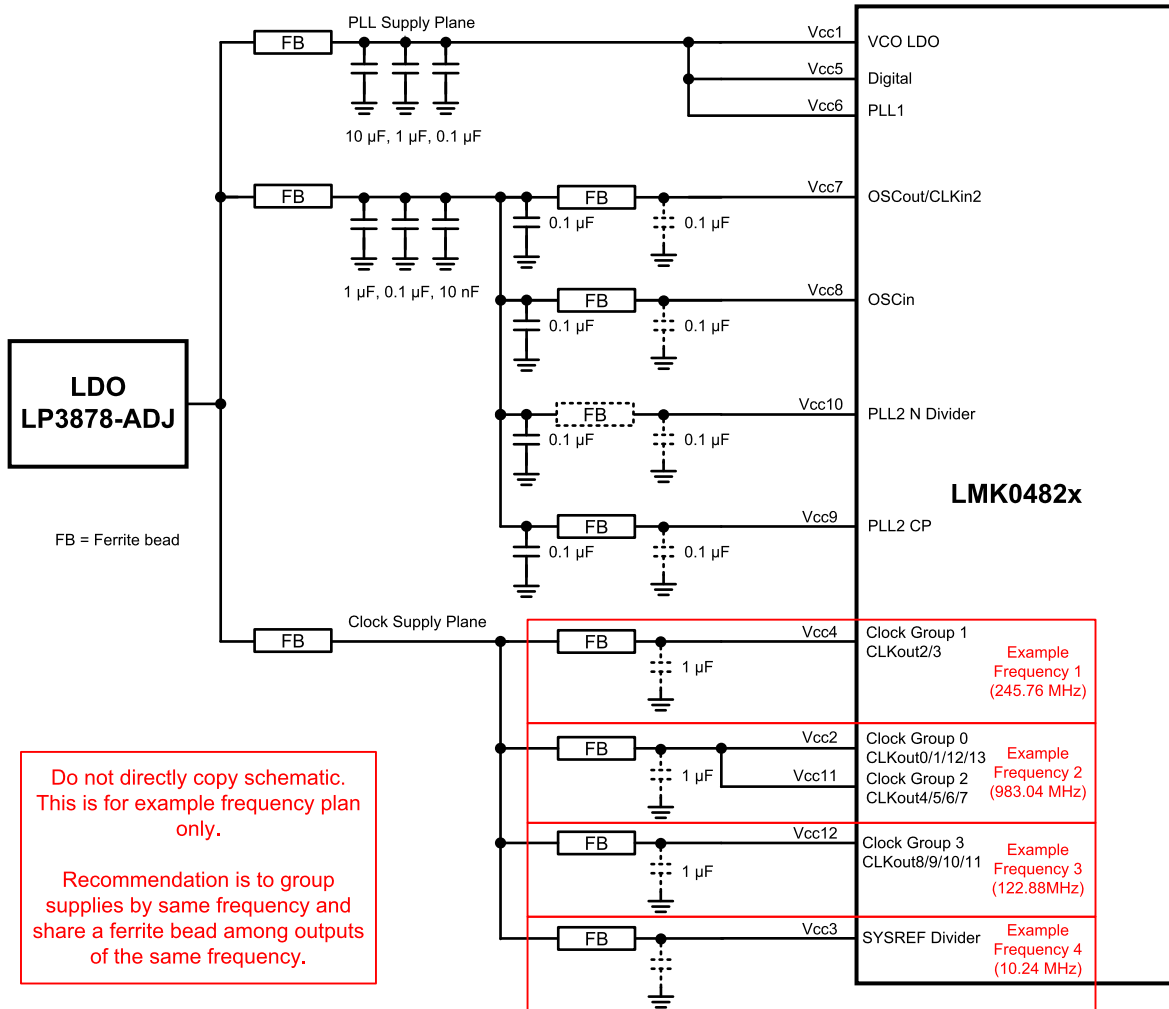 PLL Supply Plane
FB
Vcc1
VCO LDO
Vcc5
Digital
Vcc6
PLL1
10 µF, 1 µF, 0.1 µF
FB
FB
Vcc7
OSCout/CLKin2
0.1 µF
0.1 µF
1 µF, 0.1 µF, 10 nF
FB
Vcc8
OSCin
0.1 µF
0.1 µF
LDO
LP3878-ADJ
FB
Vcc10
PLL2 N Divider
0.1 µF
0.1 µF
LMK0482x
FB
Vcc9
PLL2 CP
0.1 µF
0.1 µF
FB = Ferrite bead
Clock Supply Plane
FB
FB
Vcc4
Clock Group 1
CLKout2/3
1 µF
Example
Frequency 1
(245.76 MHz)
FB
Vcc2
Clock Group 0
CLKout0/1/12/13
1 µF
Vcc11
Clock Group 2
CLKout4/5/6/7
Example
Frequency 2
(983.04 MHz)
FB
Vcc12
Clock Group 3
CLKout8/9/10/11
1 µF
Example
Frequency 3
(122.88MHz)
FB
Vcc3
SYSREF Divider
Example
Frequency 4
(10.24 MHz)
Do not directly copy schematic.
This is for example frequency plan
only.
Recommendation is to group
supplies by same frequency and
share a ferrite bead among outputs
of the same frequency.